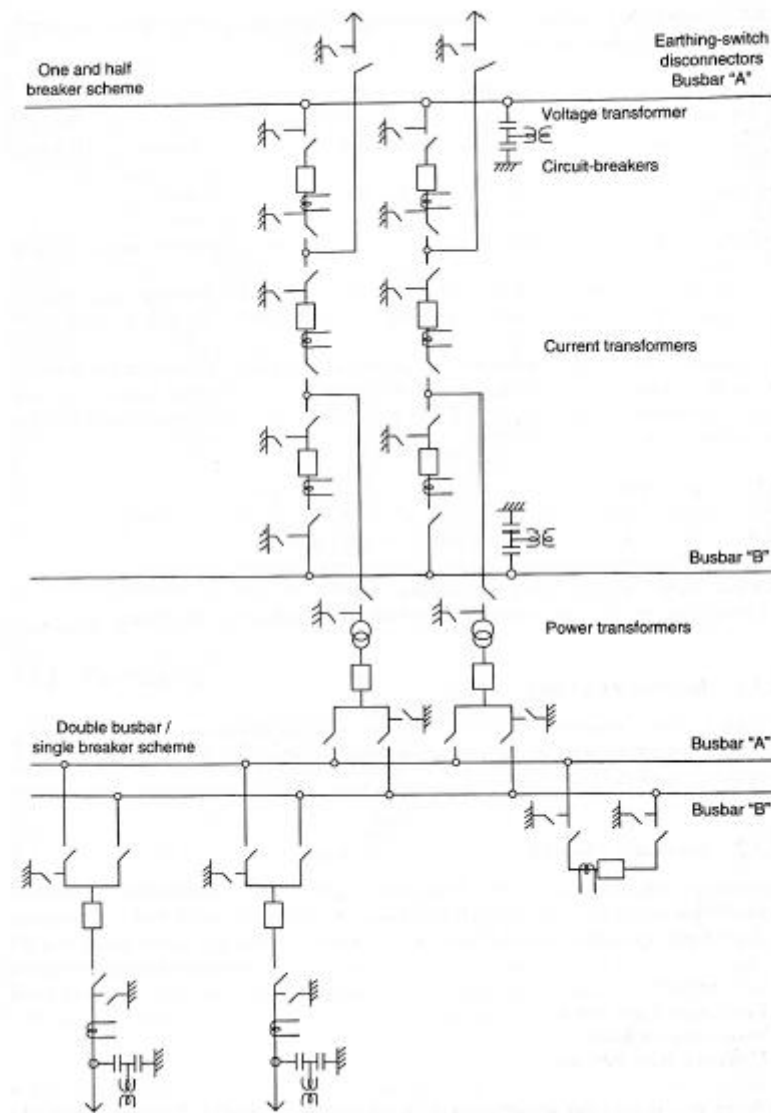 One and half
breaker scheme
Earthing-switch
disconnectors
Busbar "A"
Voltage transformer
Circuit-breakers
Current transformers
Busbar "B"
Power transformers
Double busbar /
single breaker scheme
Busbar "A"
Busbar "B"